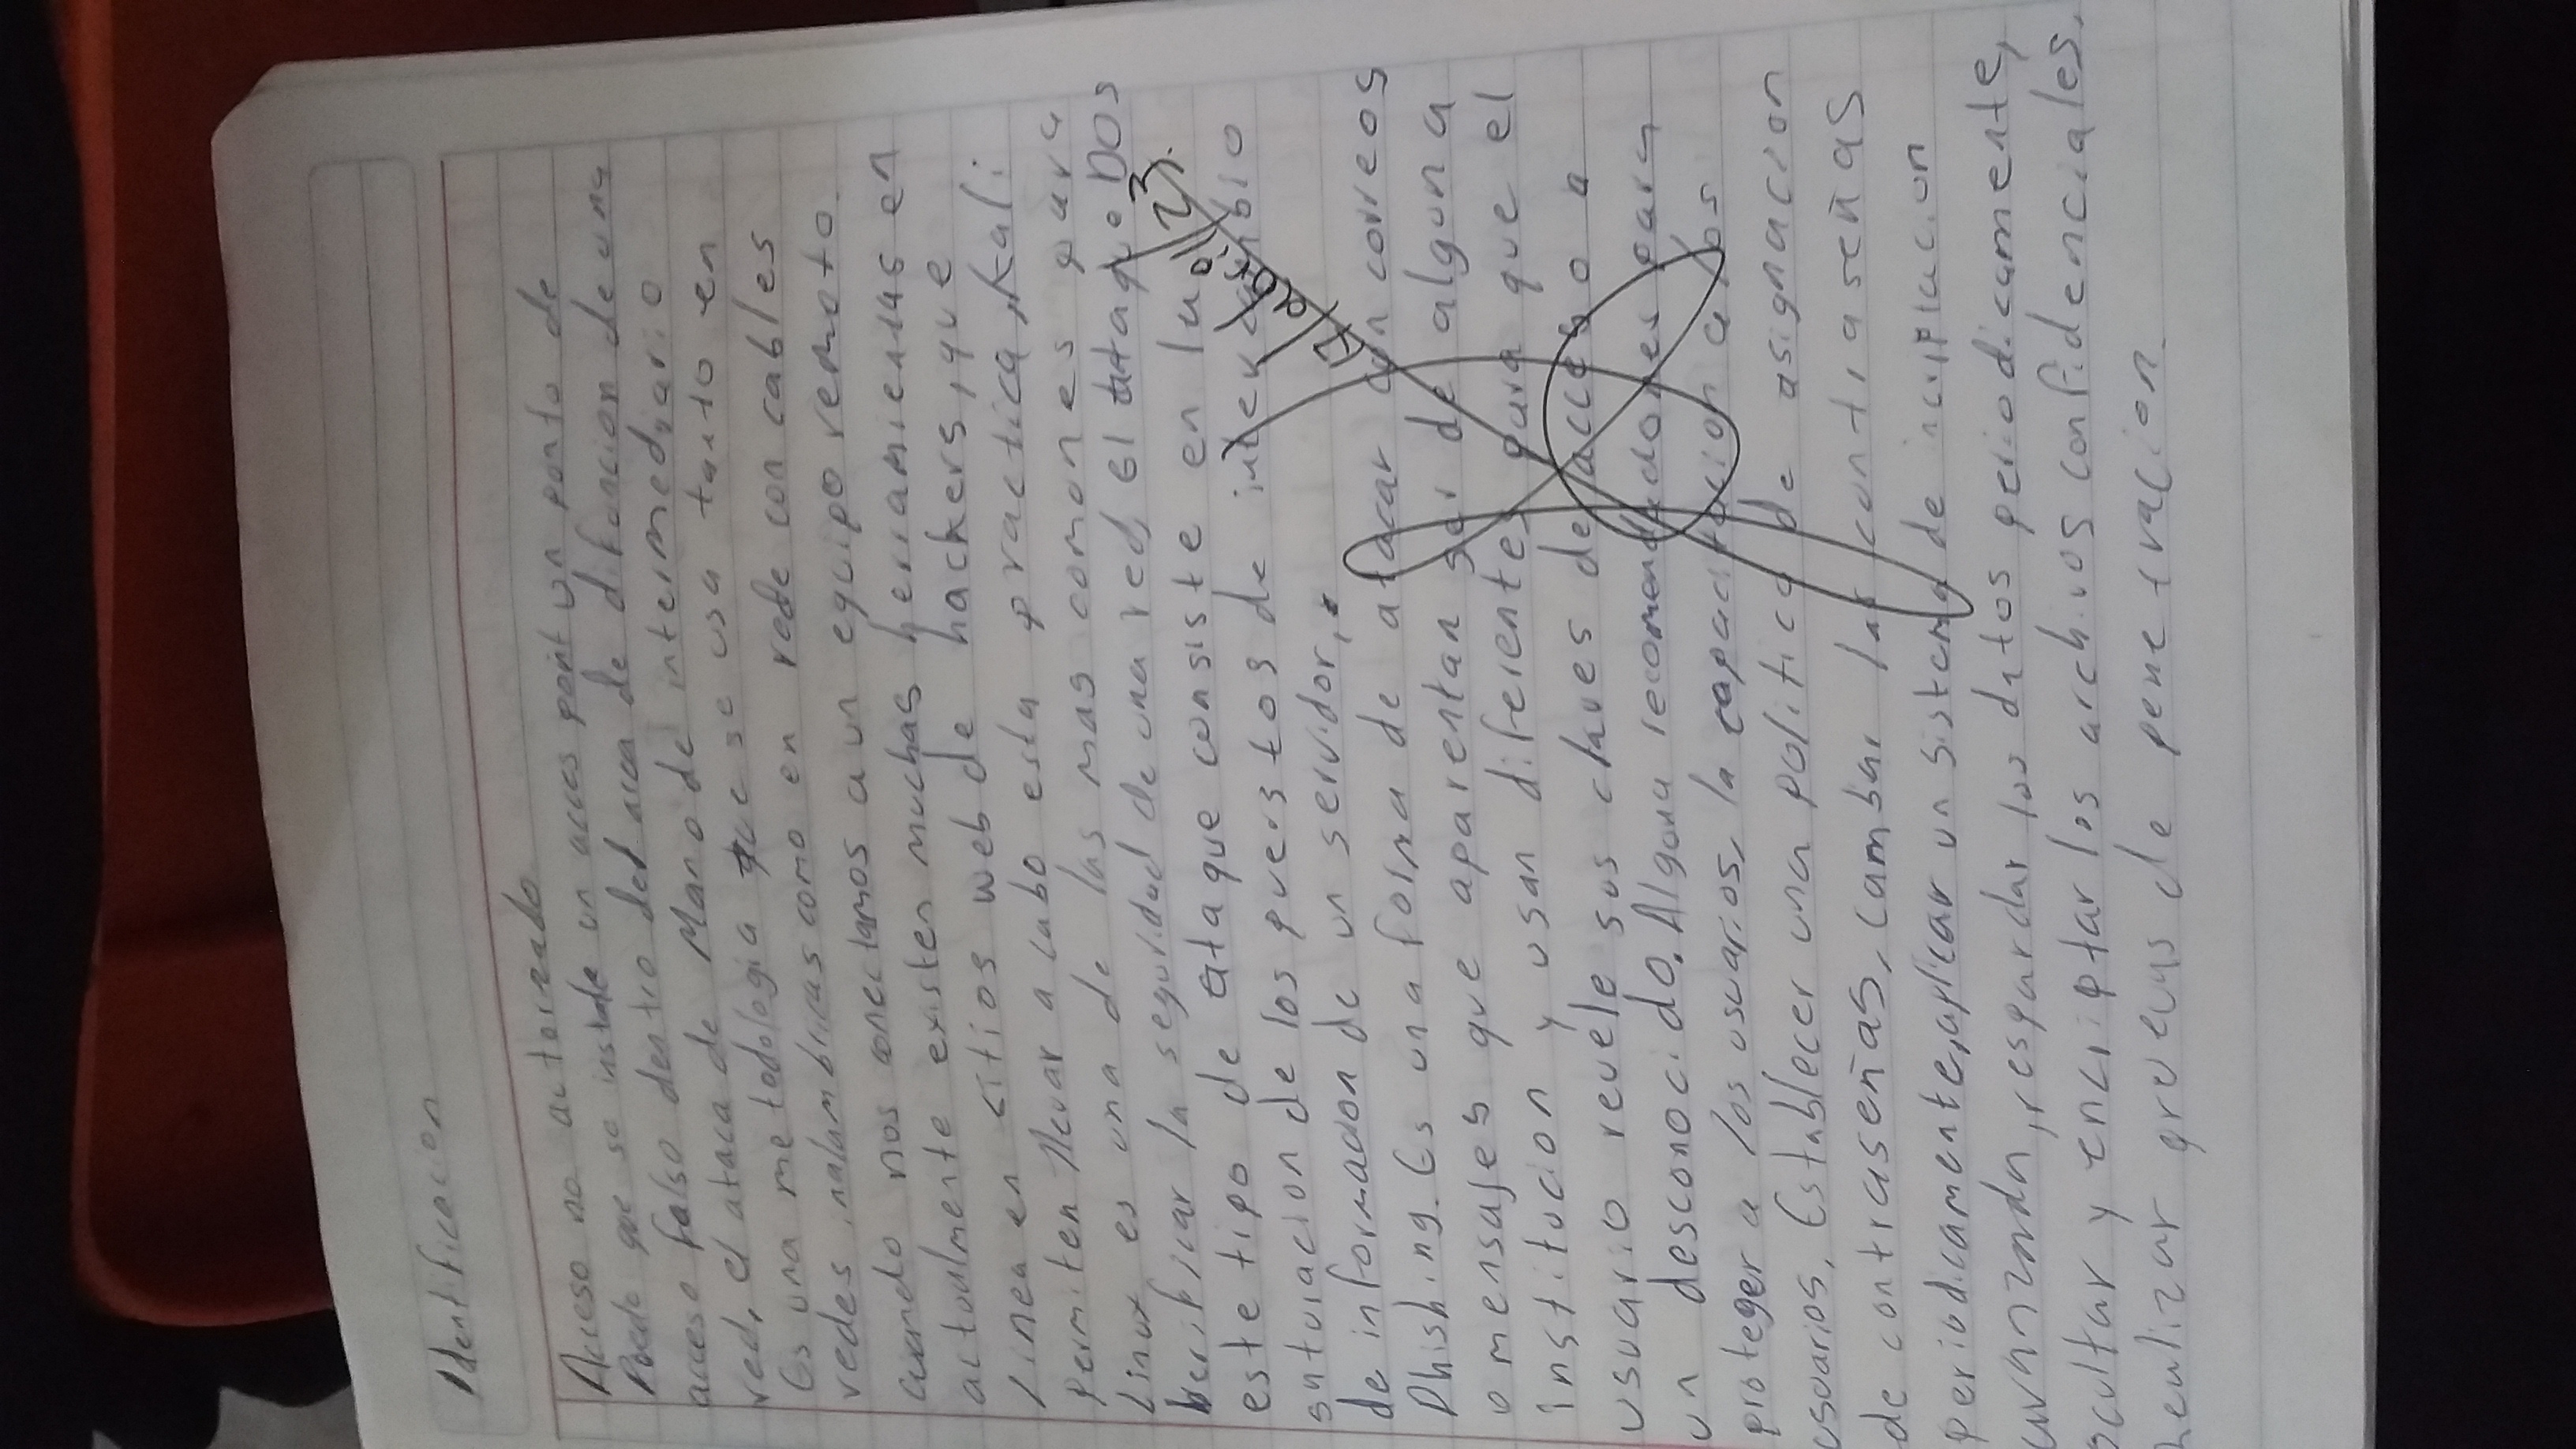 Identificacion
Acceso no autorizado
Puede que se instale un acces point un punto de
acceso falso dentro del area de difuncion de una
red, el ataca de Mano de intermediario
Es una metodologia que se usa tanto en
redes inalambricas como en rede con cables
cuando nos conectamos a un equipo remoto.
actualmente existen muchas herramientas en
Linea en sitios web de hackers, que
permiten llevar a cabo esta practica, Kali
Linux es una de las mas comones para
berificar la seguridad de una red, El ataque DOS
este tipo de ataque consiste en la
saturacion de los puerstos de intercambio
de informacion de un servidor,
Phishing. Es una forma de atacar con correos
o mensajes que aparentan ser de alguna
institucion y usan diferentes para que el
usuario revele sus claves de acceso a
un desconocido. Alguna recomendaciones para
proteger a los usuarios, la capacitacion a los
usuarios, Establecer una politica de asignacion
de contraseñas, cambiar las contraseñas
periodicamente, aplicar un sistema de
avanzada, respardar los datos periodicamente,
ocultar y encriptar los archivos confidenciales.
Realizar pruevas de penetracion.
17/abril/23.